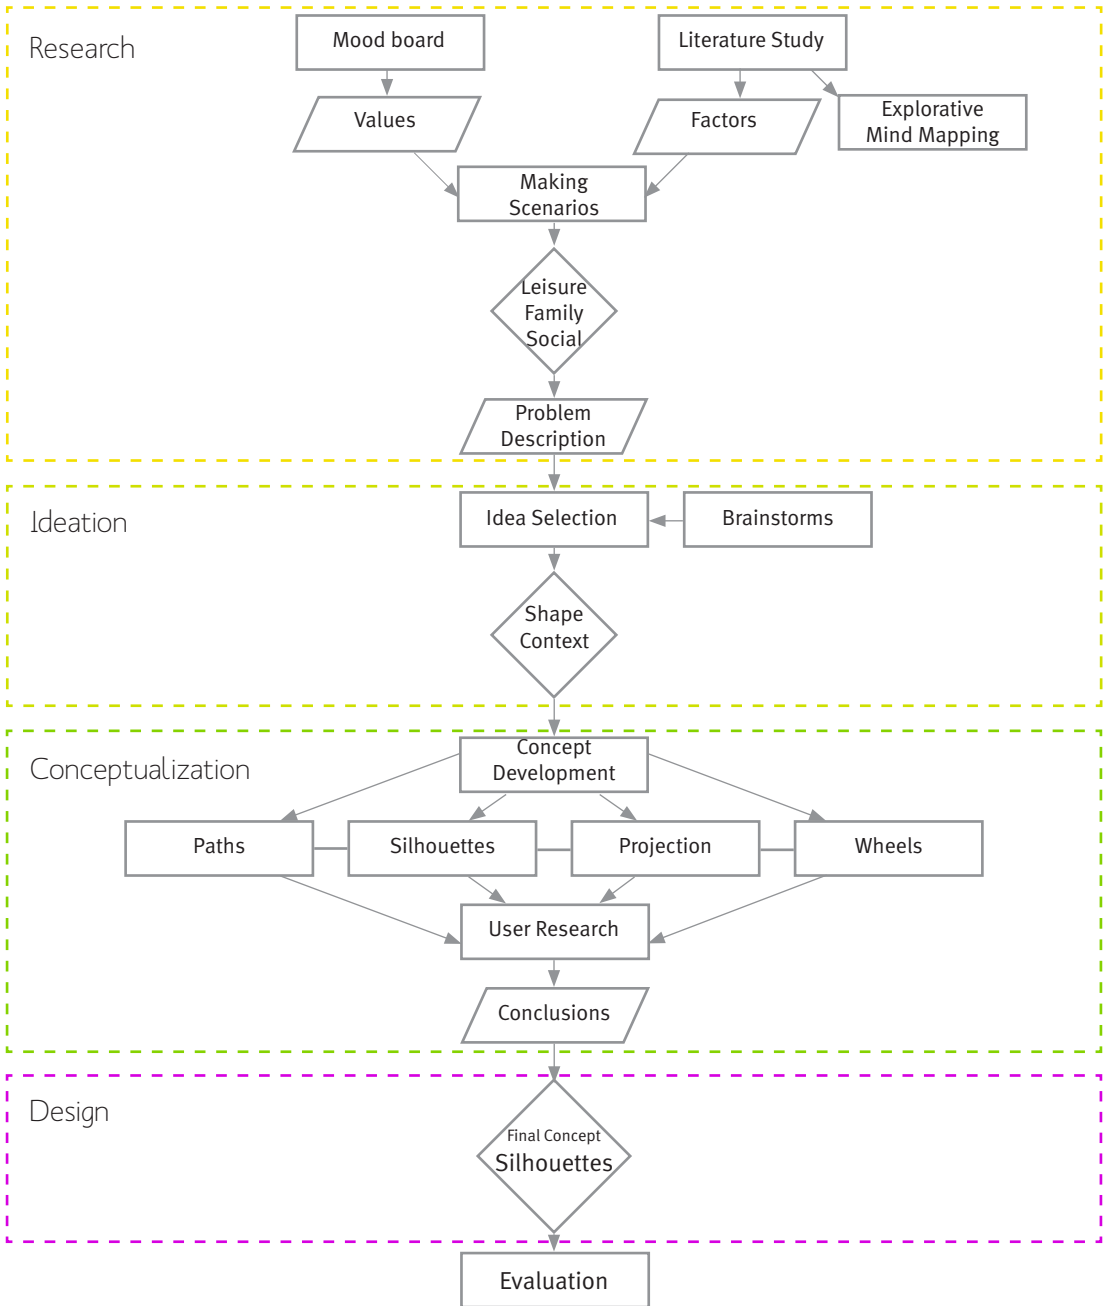 Research
Mood board
Literature Study
Values
Factors
Explorative
Mind Mapping
Making
Scenarios
Leisure
Family
Social
Problem
Description
Ideation
Idea Selection
Brainstorms
Shape
Context
Conceptualization
Concept
Development
Paths
Silhouettes
Projection
Wheels
User Research
Conclusions
Design
Final Concept
Silhouettes
Evaluation